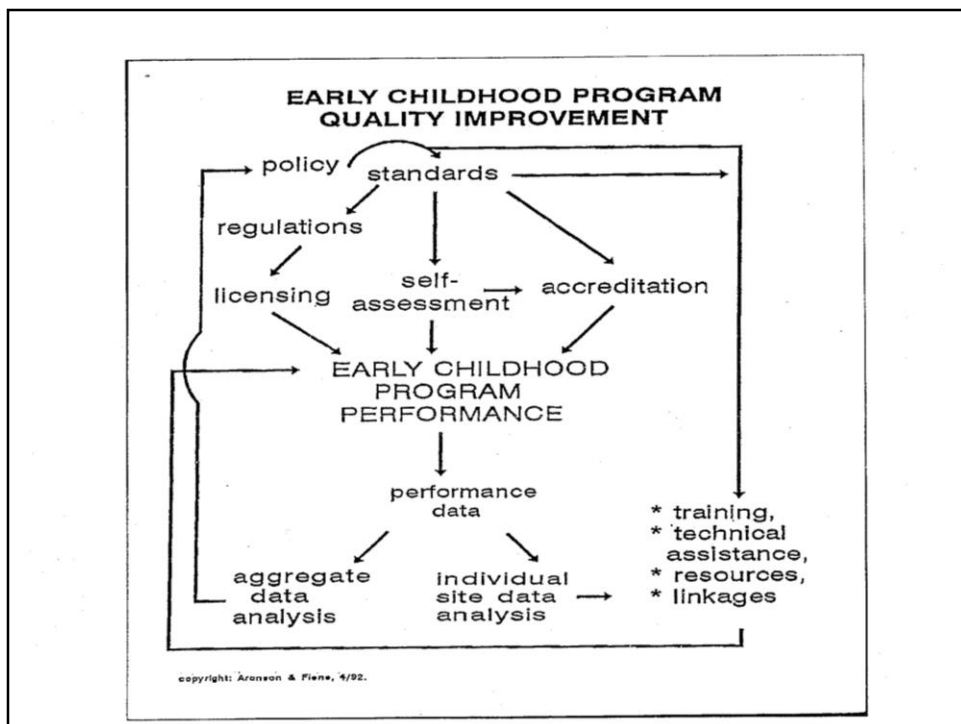 EARLY CHILDHOOD PROGRAM
QUALITY IMPROVEMENT
policy
standards
regulations
licensing
self-
assessment
accreditation
EARLY CHILDHOOD
PROGRAM
PERFORMANCE
performance
data
aggregate
data
analysis
individual
site data
analysis
* training,
* technical
assistance,
* resources,
* linkages
copyright: Aronson & Fiene, 4/92.